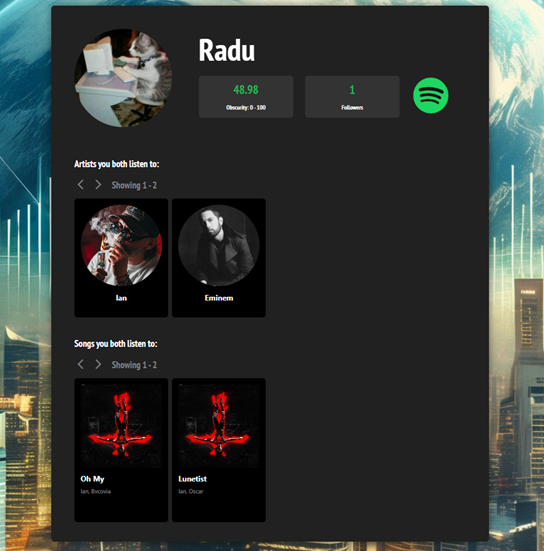 Radu
48.98
Obscurity: 0 - 100
1
Followers
Artists you both listen to:
Showing 1 - 2
Ian
Eminem
Songs you both listen to:
Showing 1 - 2
Oh My
Ian, Bvcovia
Lunetist
Ian, Oscar